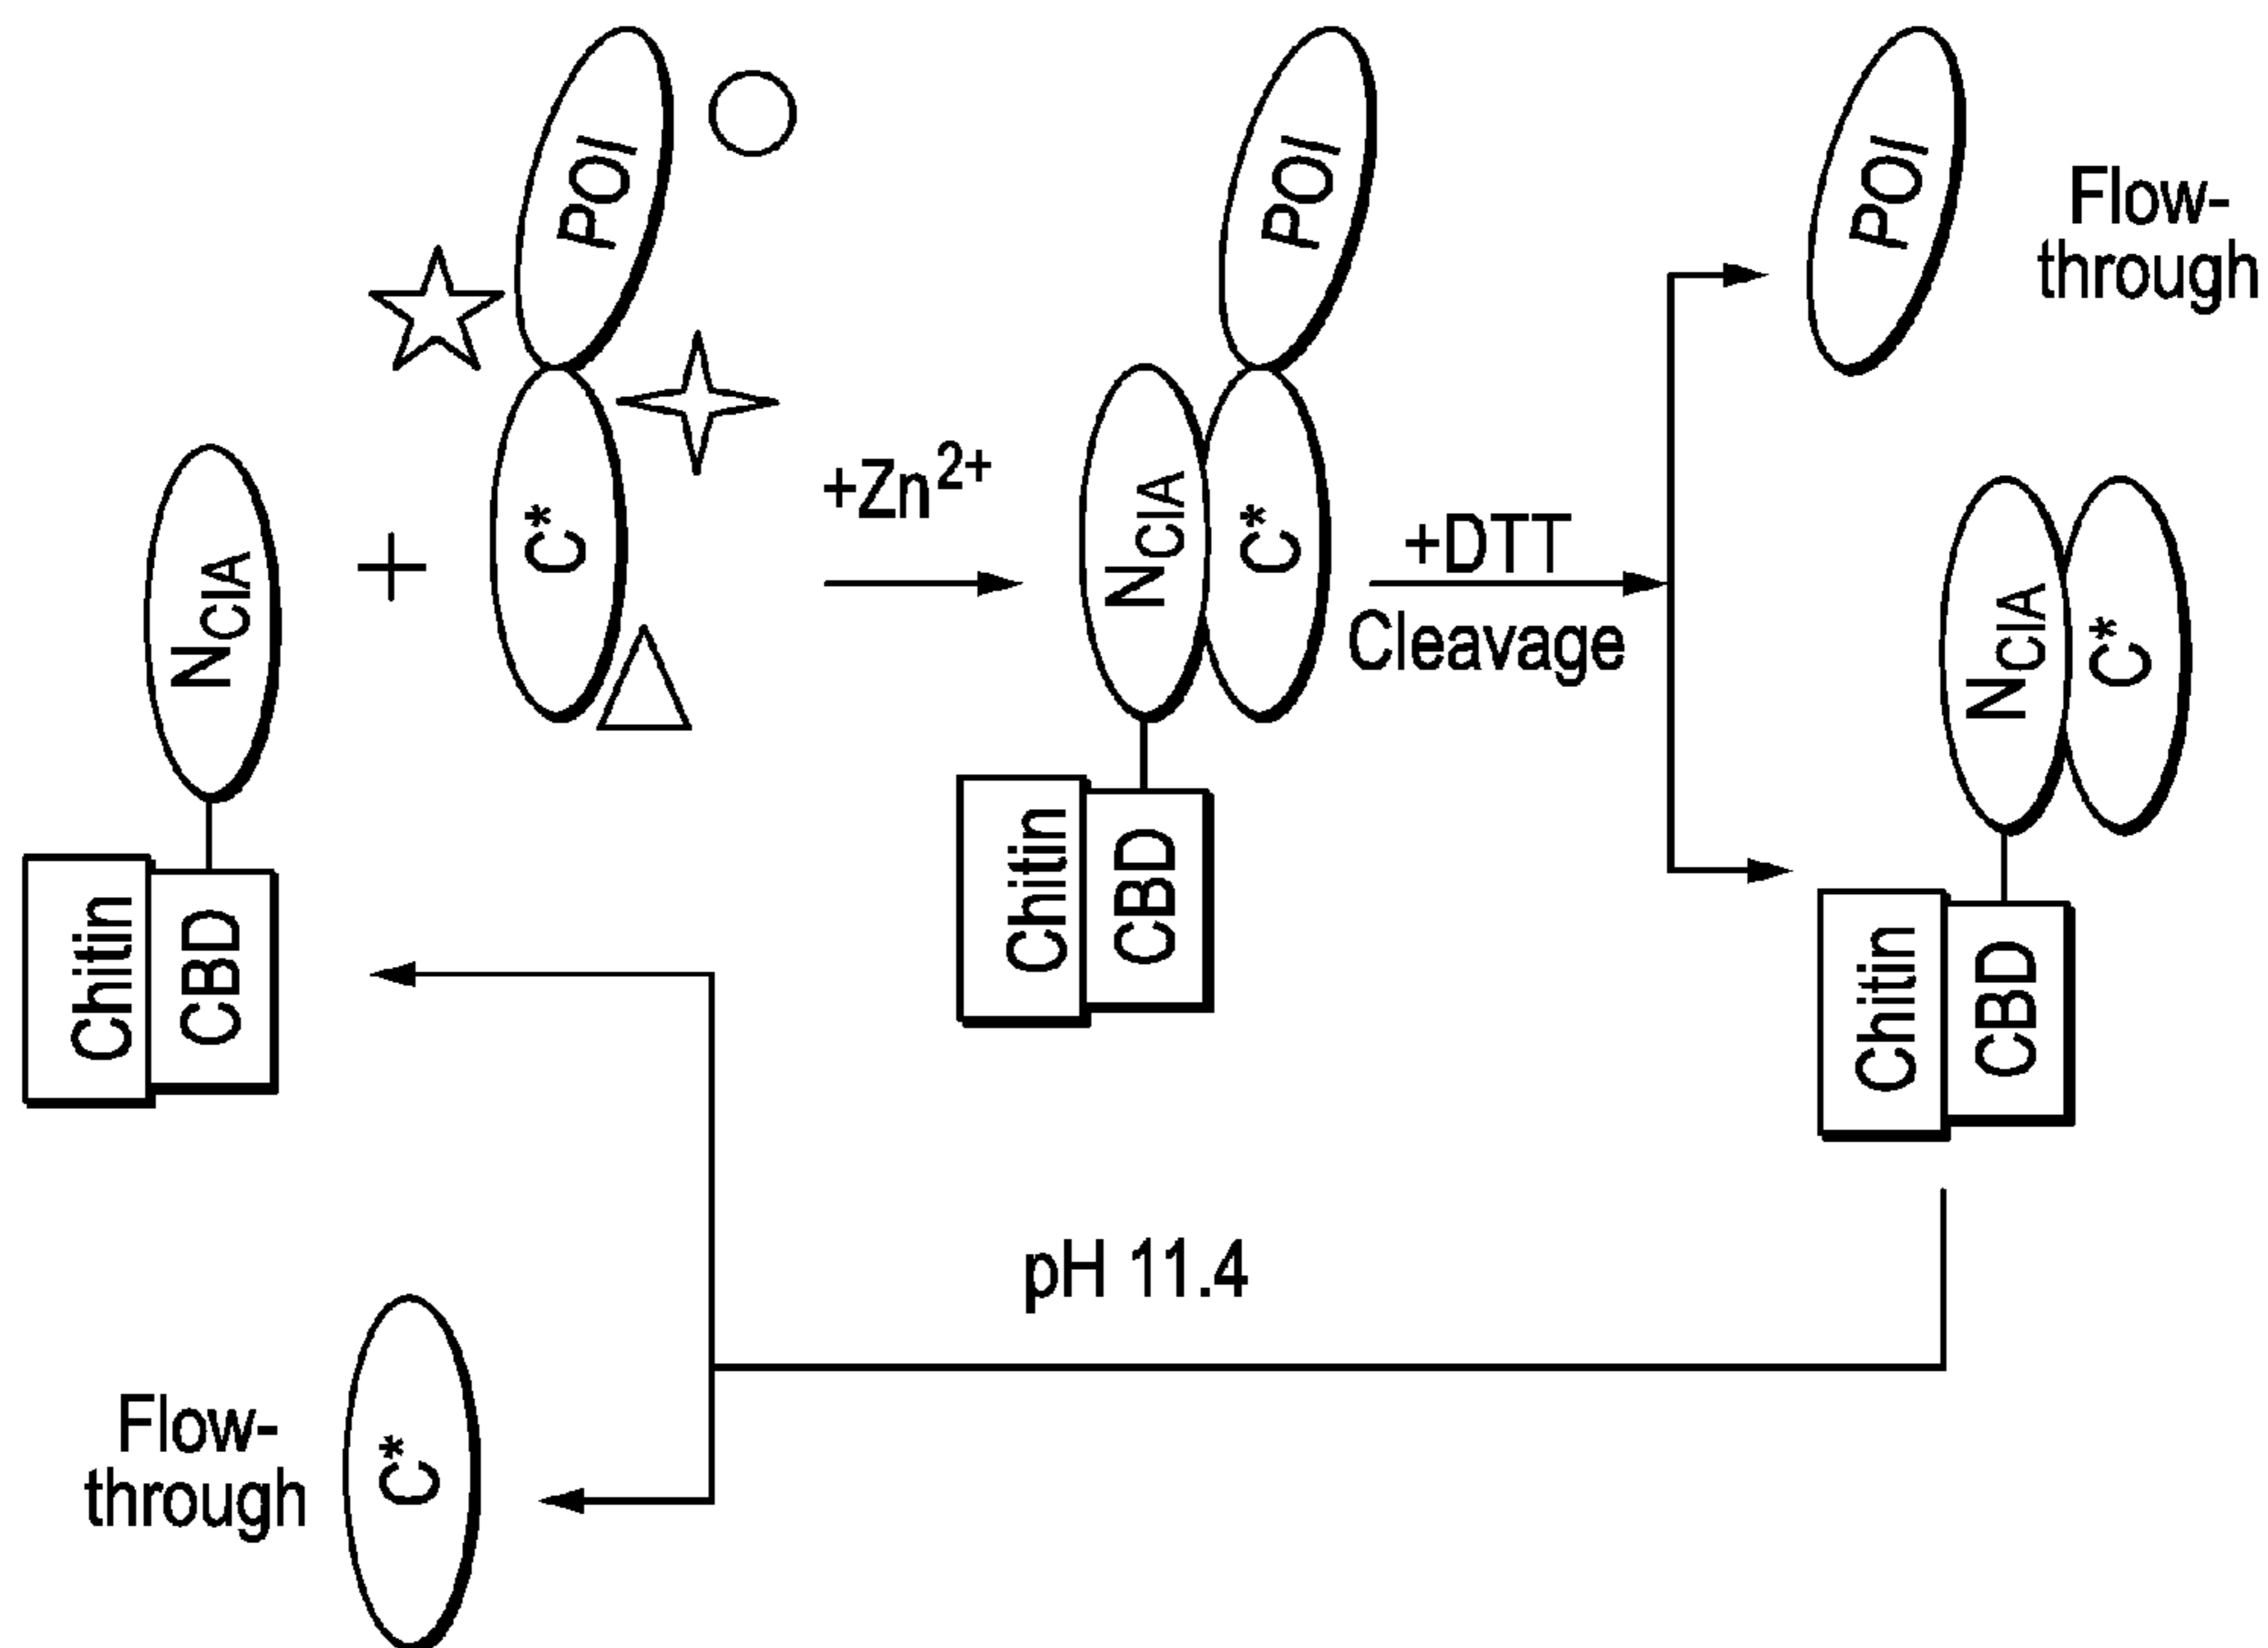 POI
POI
POI
Flow-
through
+Zn²⁺
+DTT
Cleavage
NCIA
C*
NCIA
C*
NCIA
C*
Chitin
CBD
Chitin
CBD
Chitin
CBD
pH 11.4
Flow-
through
C*